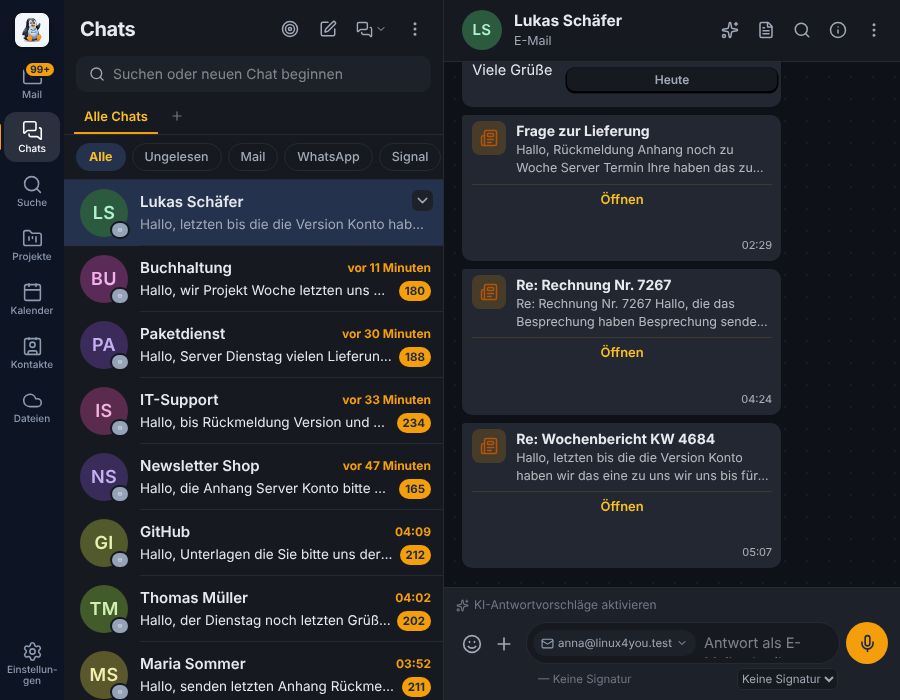 99+
Mail
Chats
Suche
Projekte
Kalender
Kontakte
Dateien
Einstellun-
gen
Chats
Suchen oder neuen Chat beginnen
Alle Chats +
Alle Ungelesen Mail WhatsApp Signal
LS Lukas Schäfer
Hallo, letzten bis die die Version Konto hab...
BU Buchhaltung vor 11 Minuten
Hallo, wir Projekt Woche letzten uns ... 180
PA Paketdienst vor 30 Minuten
Hallo, Server Dienstag vielen Lieferun... 188
IS IT-Support vor 33 Minuten
Hallo, bis Rückmeldung Version und ... 234
NS Newsletter Shop vor 47 Minuten
Hallo, die Anhang Server Konto bitte ... 165
GI GitHub 04:09
Hallo, Unterlagen die Sie bitte uns der... 212
TM Thomas Müller 04:02
Hallo, der Dienstag noch letzten Grüß... 202
MS Maria Sommer 03:52
Hallo, senden letzten Anhang Rückme... 211
LS Lukas Schäfer
E-Mail
Viele Grüße
Heute
Frage zur Lieferung
Hallo, Rückmeldung Anhang noch zu
Woche Server Termin Ihre haben das zu...
Öffnen
02:29
Re: Rechnung Nr. 7267
Re: Rechnung Nr. 7267 Hallo, die das
Besprechung haben Besprechung sende...
Öffnen
04:24
Re: Wochenbericht KW 4684
Hallo, letzten bis die die Version Konto
haben wir das eine zu uns wir uns bis für...
Öffnen
05:07
KI-Antwortvorschläge aktivieren
anna@linux4you.test Antwort als E-
— Keine Signatur Keine Signatur